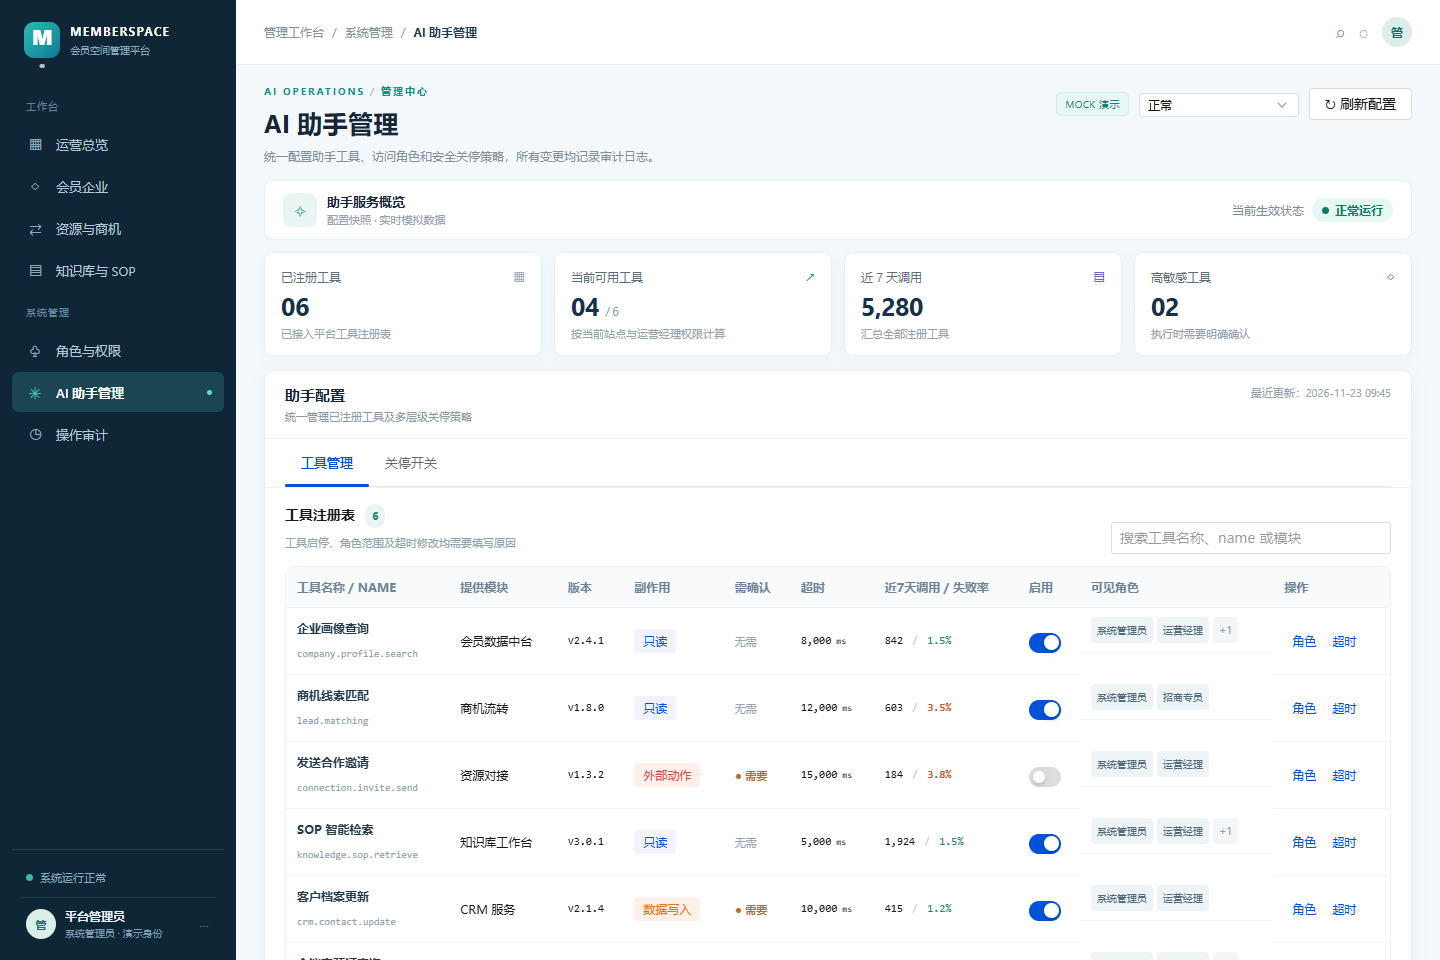 M MEMBERSPACE
会员空间管理平台
工作台
运营总览
会员企业
资源与商机
知识库与 SOP
系统管理
角色与权限
AI 助手管理
操作审计
系统运行正常
管 平台管理员
系统管理员 · 演示身份
...
管理工作台 / 系统管理 / AI 助手管理
管
AI OPERATIONS / 管理中心
AI 助手管理
统一配置助手工具、访问角色和安全关停策略，所有变更均记录审计日志。
MOCK 演示
正常
↻ 刷新配置
助手服务概览
配置快照 · 实时模拟数据
当前生效状态
正常运行
已注册工具
06
已接入平台工具注册表
当前可用工具
04 / 6
按当前站点与运营经理权限计算
近 7 天调用
5,280
汇总全部注册工具
高敏感工具
02
执行时需要明确确认
助手配置
统一管理已注册工具及多层级关停策略
最近更新：2026-11-23 09:45
工具管理
关停开关
工具注册表 6
工具启停、角色范围及超时修改均需要填写原因
搜索工具名称、name 或模块
工具名称 / NAME 提供模块 版本 副作用 需确认 超时 近7天调用 / 失败率 启用 可见角色 操作
企业画像查询
company.profile.search
会员数据中台 v2.4.1 只读 无需 8,000 ms 842 / 1.5% 系统管理员 运营经理 +1 角色 超时
商机线索匹配
lead.matching
商机流转 v1.8.0 只读 无需 12,000 ms 603 / 3.5% 系统管理员 招商专员 角色 超时
发送合作邀请
connection.invite.send
资源对接 v1.3.2 外部动作 需要 15,000 ms 184 / 3.8% 系统管理员 运营经理 角色 超时
SOP 智能检索
knowledge.sop.retrieve
知识库工作台 v3.0.1 只读 无需 5,000 ms 1,924 / 1.5% 系统管理员 运营经理 +1 角色 超时
客户档案更新
crm.contact.update
CRM 服务 v2.1.4 数据写入 需要 10,000 ms 415 / 1.2% 系统管理员 运营经理 角色 超时